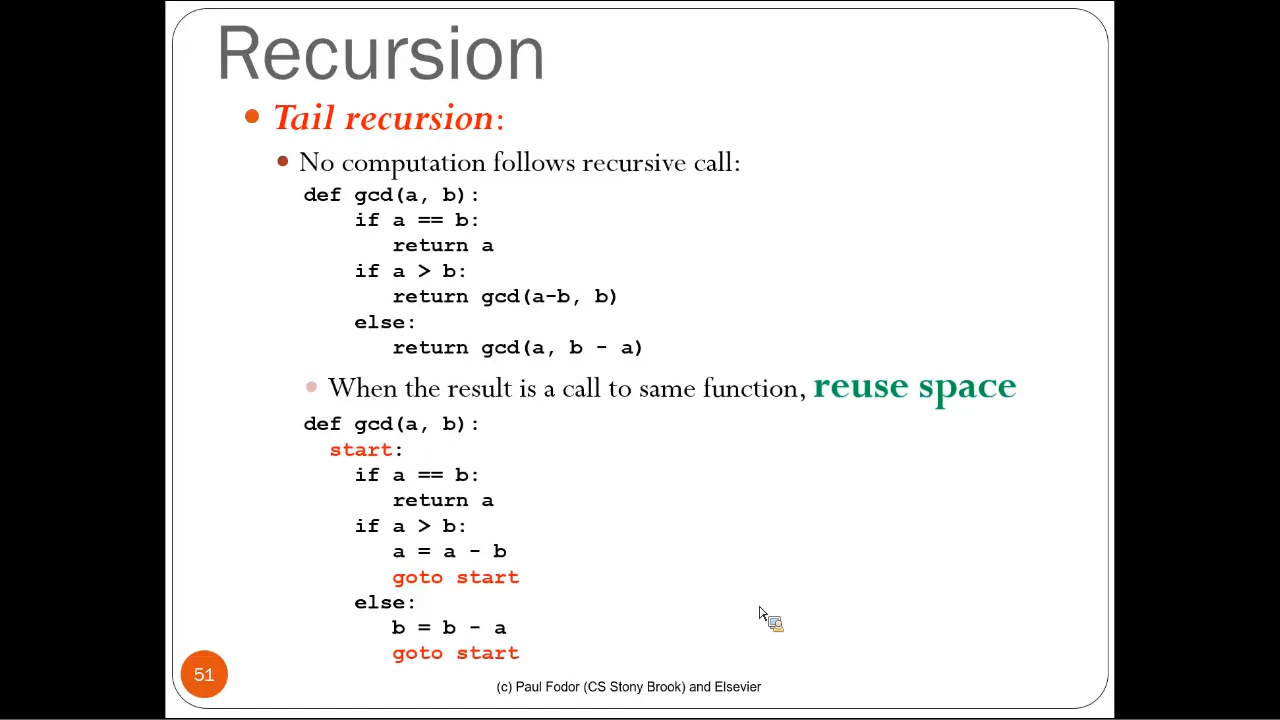 Recursion
Tail recursion:
No computation follows recursive call:
def gcd(a, b):
if a == b:
return a
if a > b:
return gcd(a-b, b)
else:
return gcd(a, b - a)
When the result is a call to same function, reuse space
def gcd(a, b):
start:
if a == b:
return a
if a > b:
a = a - b
goto start
else:
b = b - a
goto start
51
(c) Paul Fodor (CS Stony Brook) and Elsevier